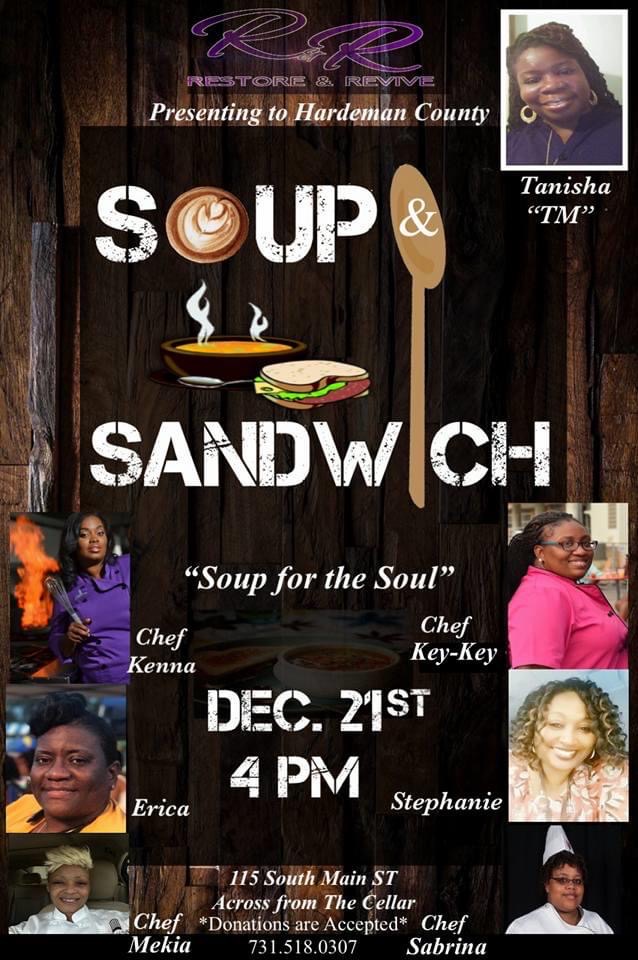 R&R
RESTORE & REVIVE
Presenting to Hardeman County
Tanisha
“TM”
SOUP &
SANDWICH
“Soup for the Soul”
Chef
Kenna
Chef
Key-Key
DEC. 21ST
4 PM
Erica
Stephanie
115 South Main ST
Across from The Cellar
*Donations are Accepted*
731.518.0307
Chef
Mekia
Chef
Sabrina